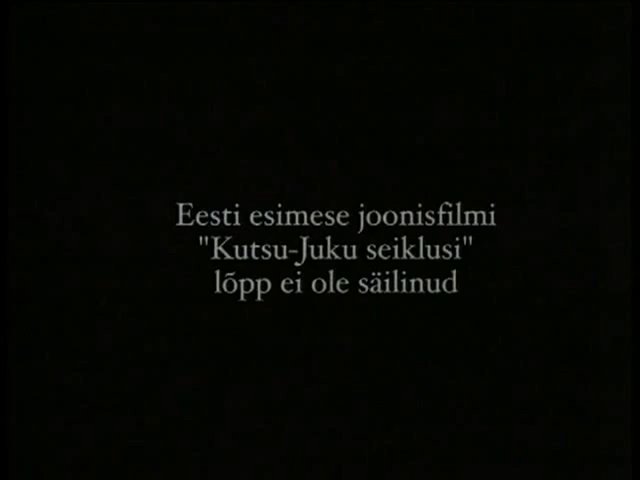 Eesti esimese joonisfilmi
"Kutsu-Juku seiklusi"
lõpp ei ole säilinud